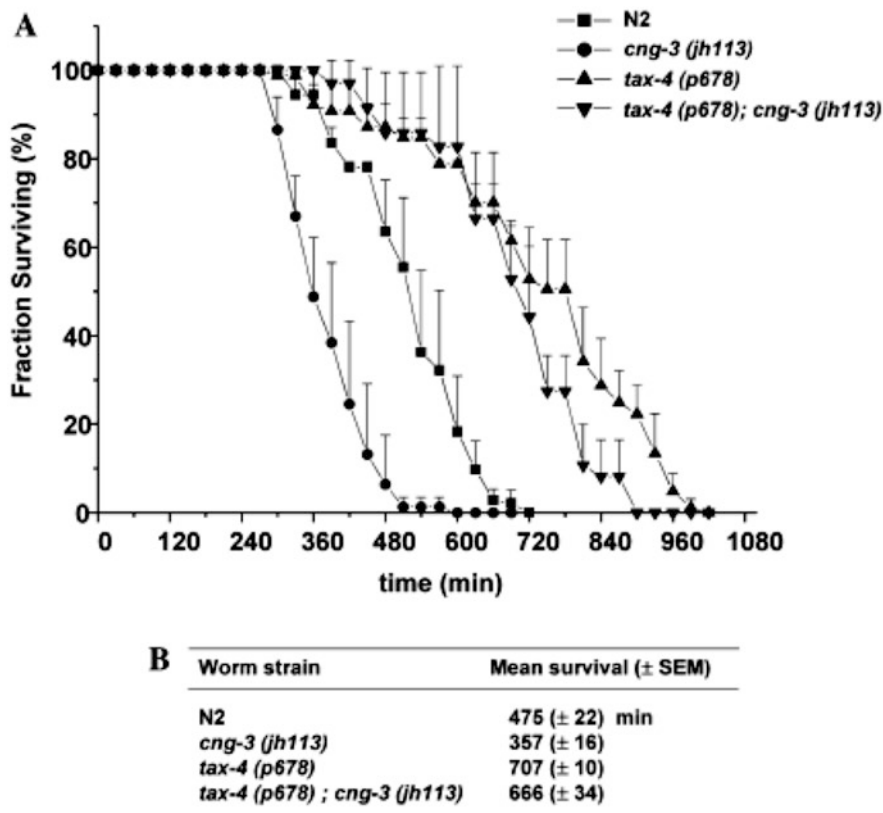 A
N2
cng-3 (jh113)
tax-4 (p678)
tax-4 (p678); cng-3 (jh113)
Fraction Surviving (%)
100
80
60
40
20
0
0 120 240 360 480 600 720 840 960 1080
time (min)
B
Worm strain Mean survival (± SEM)
N2 475 (± 22) min
cng-3 (jh113) 357 (± 16)
tax-4 (p678) 707 (± 10)
tax-4 (p678) ; cng-3 (jh113) 666 (± 34)